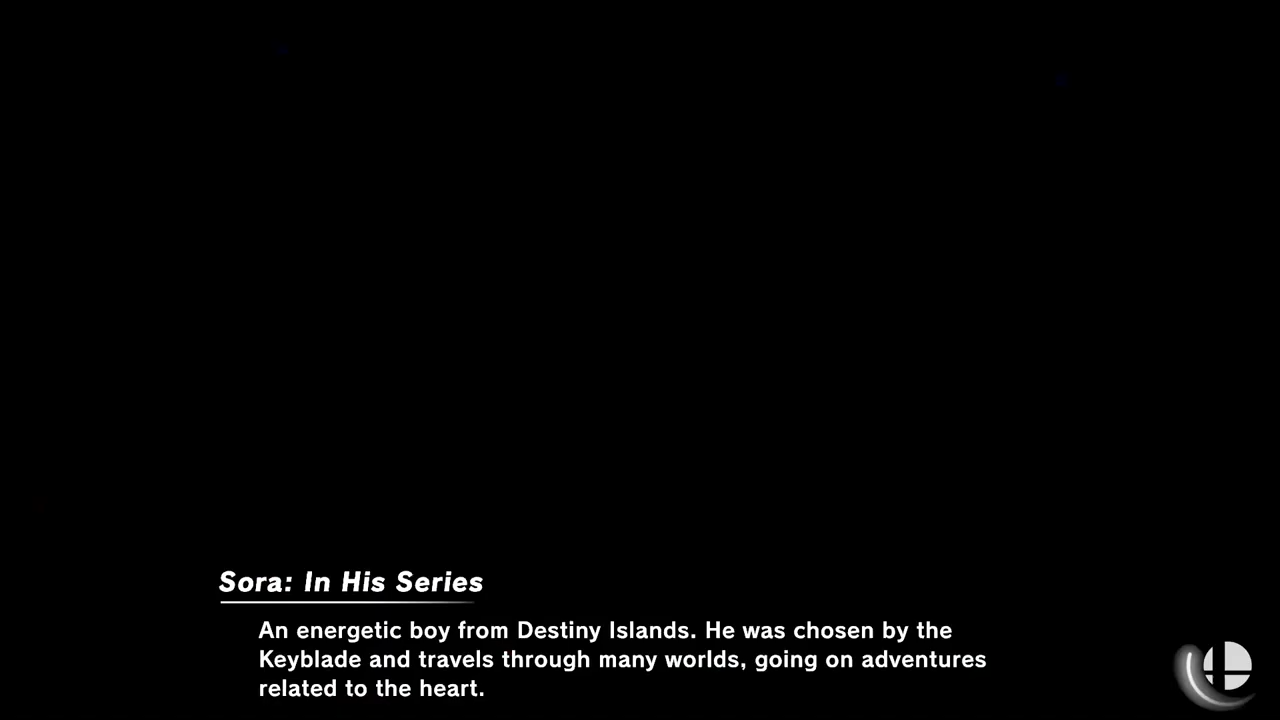 Sora: In His Series
An energetic boy from Destiny Islands. He was chosen by the
Keyblade and travels through many worlds, going on adventures
related to the heart.